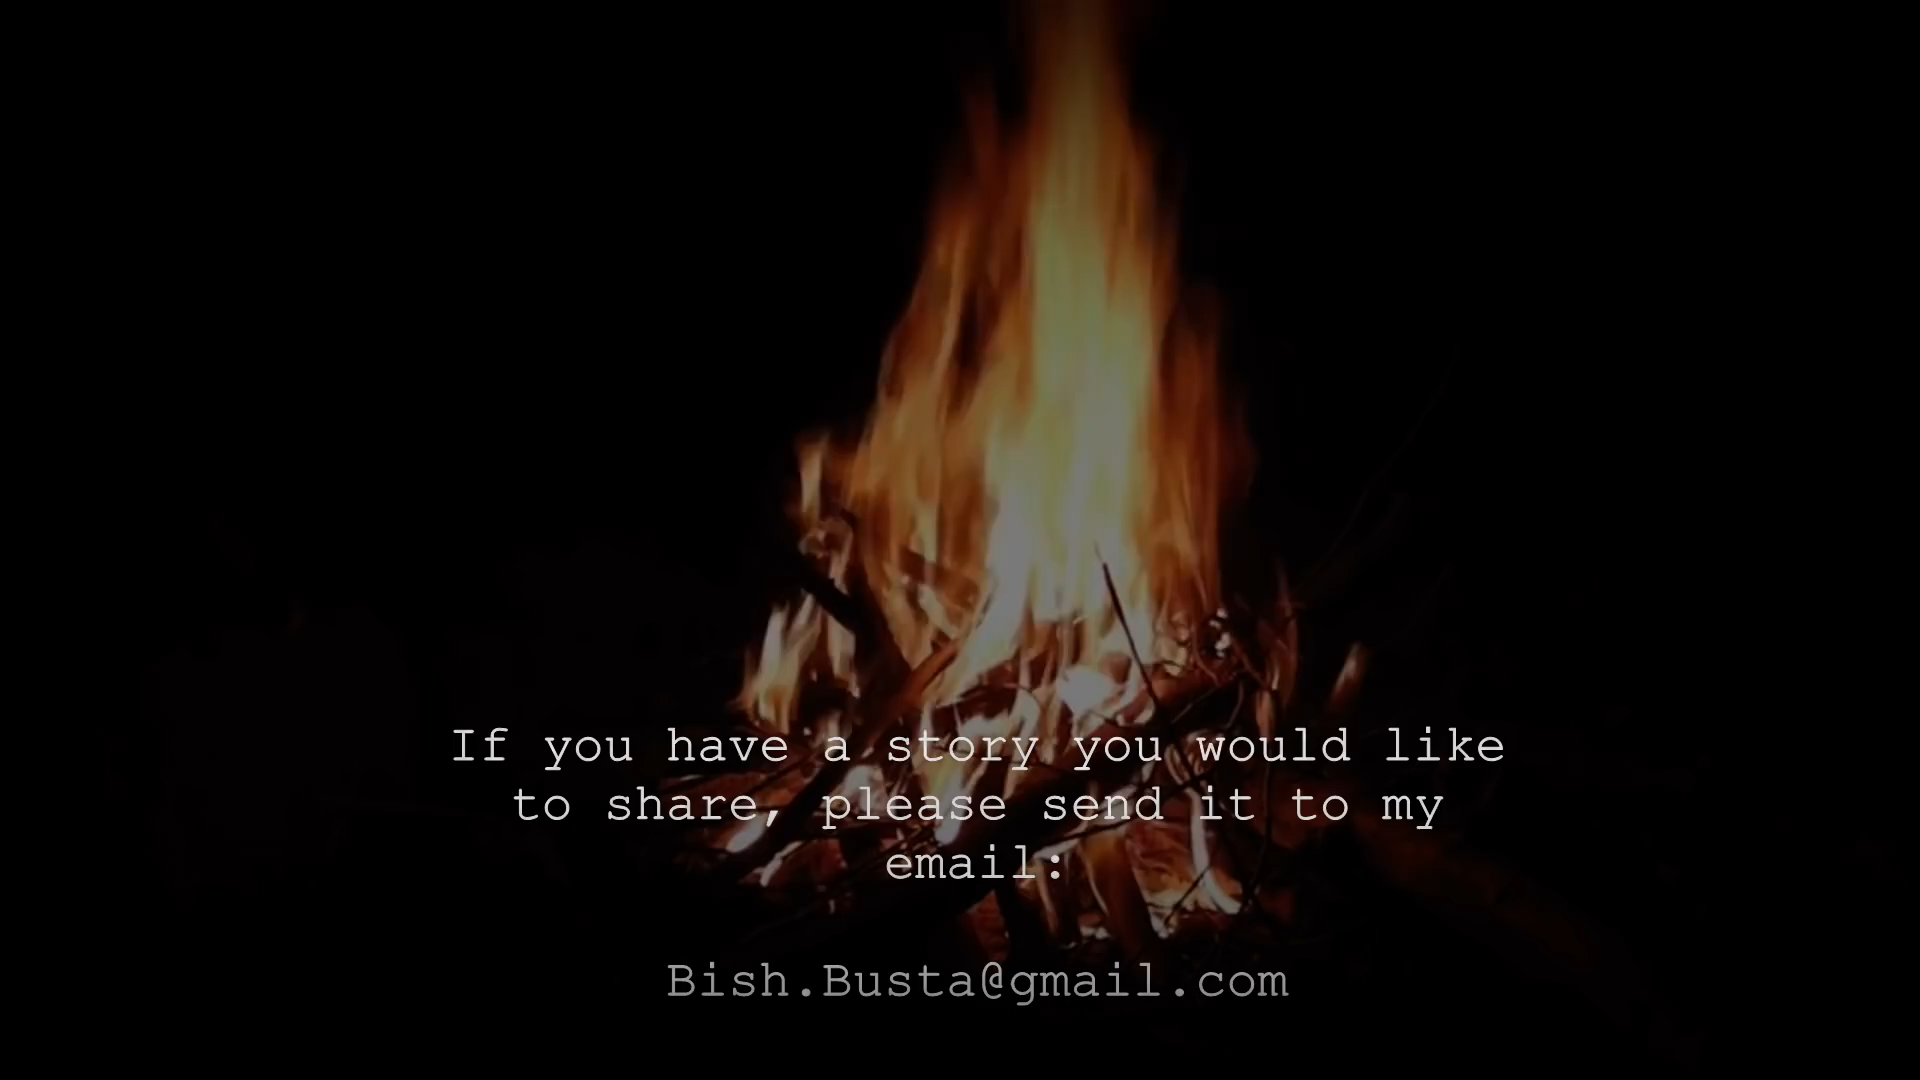 If you have a story you would like
to share, please send it to my
email:
Bish.Busta@gmail.com